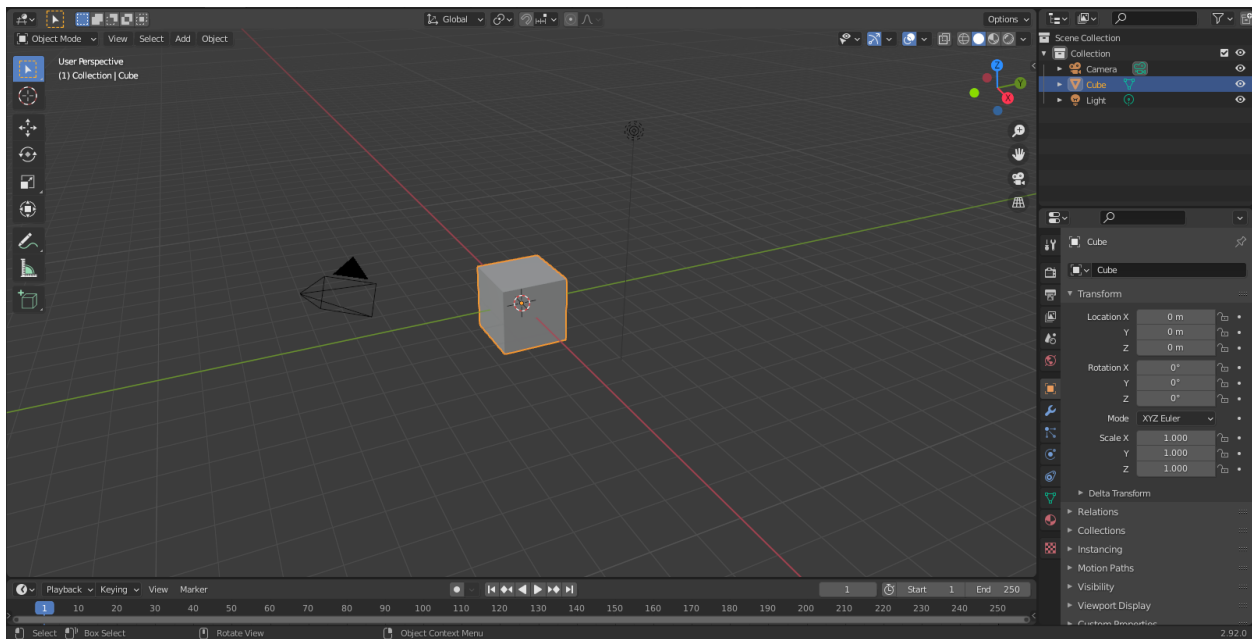 Global
Options
Object Mode View Select Add Object
User Perspective
(1) Collection | Cube
Z
Y
X
Scene Collection
Collection
Camera
Cube
Light
Cube
Cube
Transform
Location X 0 m
Y 0 m
Z 0 m
Rotation X 0°
Y 0°
Z 0°
Mode XYZ Euler
Scale X 1.000
Y 1.000
Z 1.000
Delta Transform
Relations
Collections
Instancing
Motion Paths
Visibility
Viewport Display
Custom Properties
Playback Keying View Marker
1 Start 1 End 250
1 10 20 30 40 50 60 70 80 90 100 110 120 130 140 150 160 170 180 190 200 210 220 230 240 250
Select Box Select Rotate View Object Context Menu 2.92.0